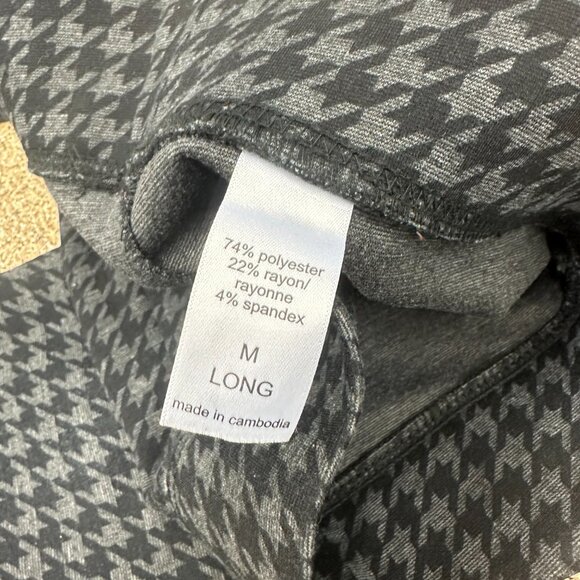 74% polyester
22% rayon/
rayonne
4% spandex
M
LONG
made in cambodia